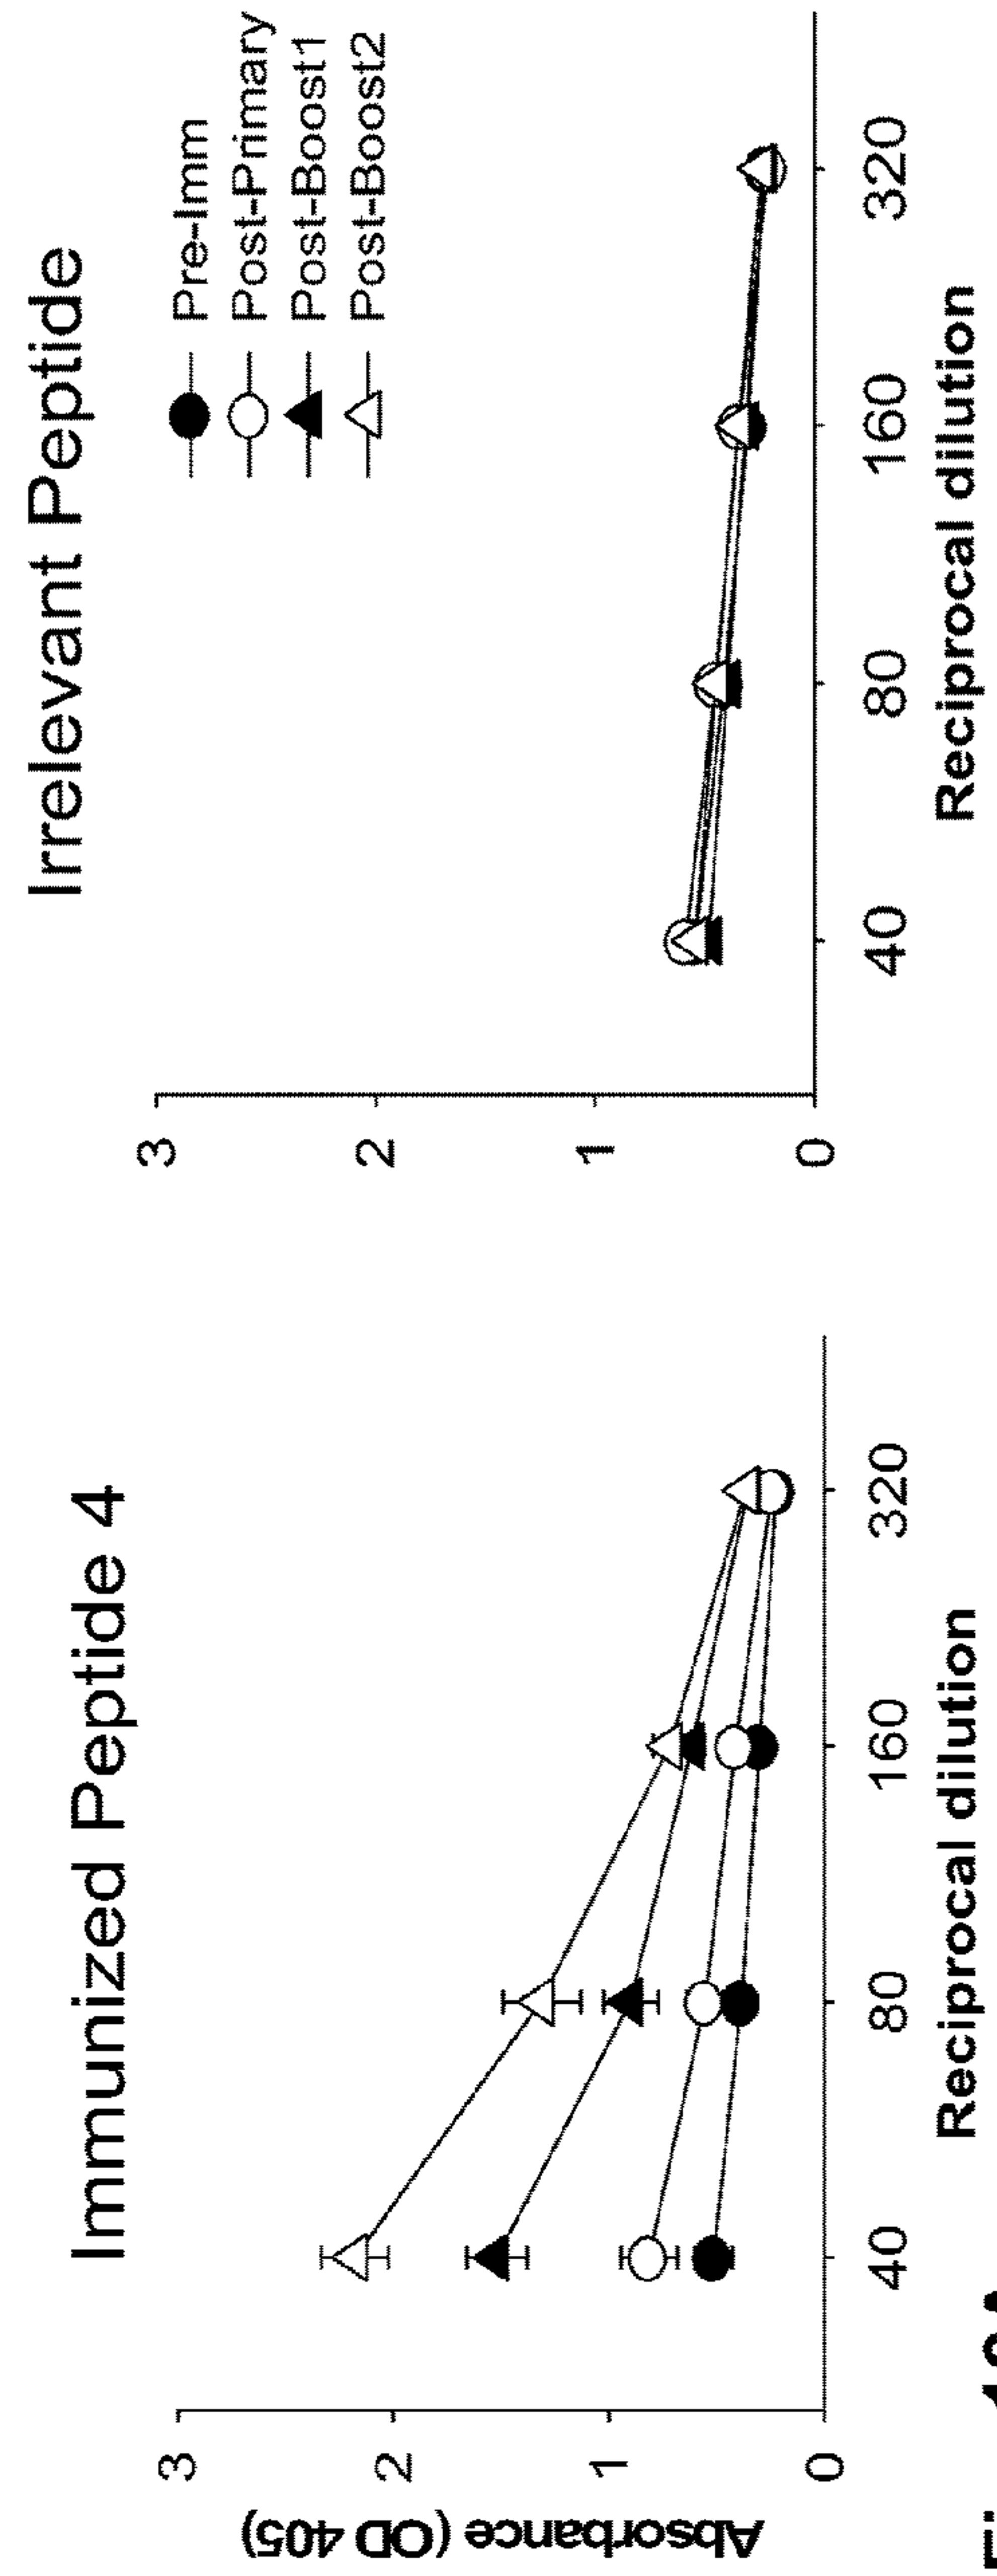 Immunized Peptide 4
Absorbance (OD 405)
3
2
1
0
40
80
160
320
Reciprocal dilution
Irrelevant Peptide
Pre-Imm
Post-Primary
Post-Boost1
Post-Boost2
3
2
1
0
40
80
160
320
Reciprocal dilution